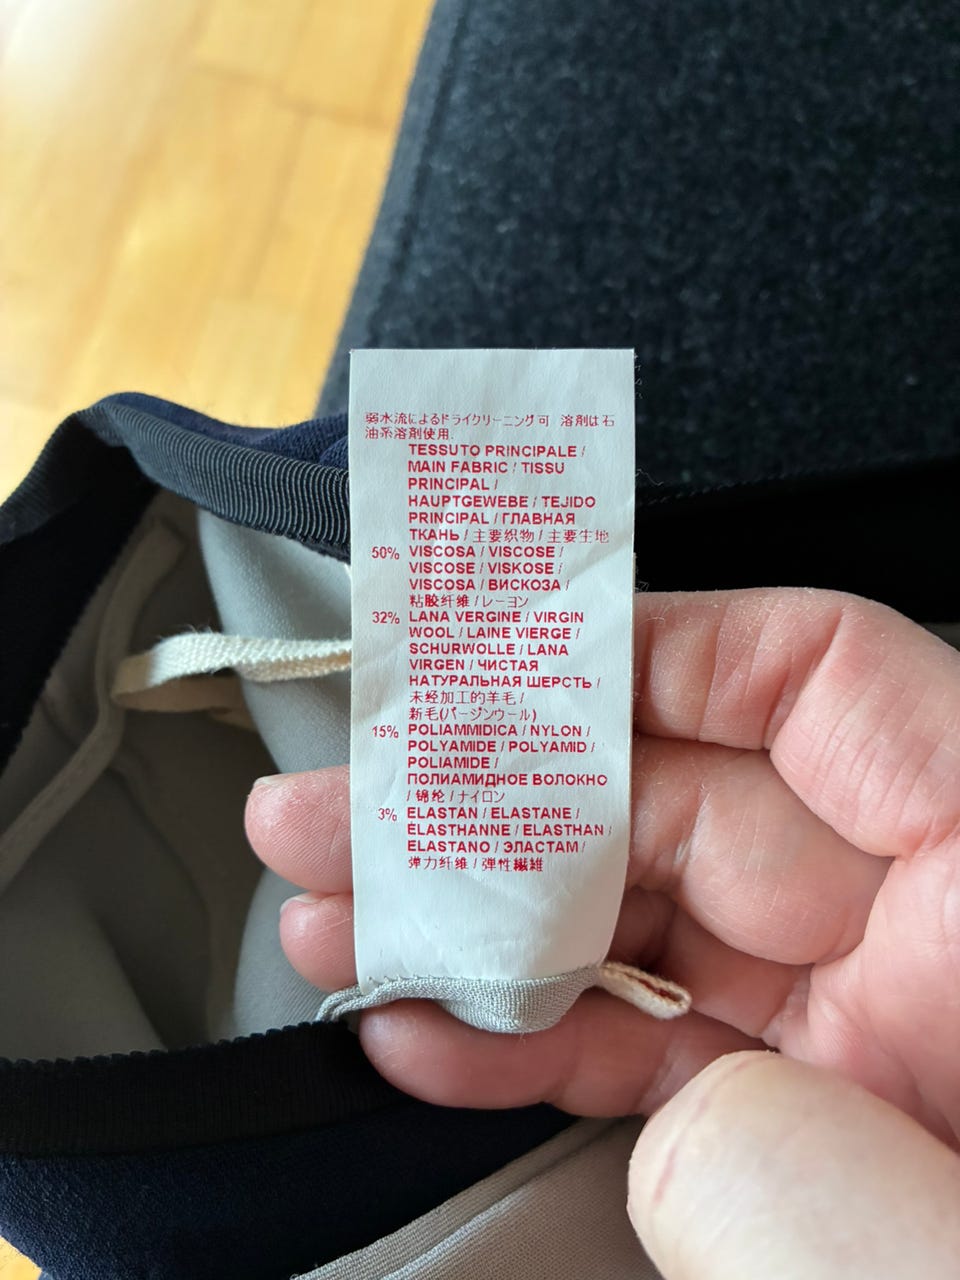 弱水流によるドライクリーニング可 溶剤は石
油系溶剤使用.
TESSUTO PRINCIPALE /
MAIN FABRIC / TISSU
PRINCIPAL /
HAUPTGEWEBE / TEJIDO
PRINCIPAL / ГЛАВНАЯ
ТКАНЬ / 主要织物 / 主要生地
50% VISCOSA / VISCOSE /
VISCOSE / VISKOSE /
VISCOSA / ВИСКОЗА /
粘胶纤维 / レーヨン
32% LANA VERGINE / VIRGIN
WOOL / LAINE VIERGE /
SCHURWOLLE / LANA
VIRGEN / ЧИСТАЯ
НАТУРАЛЬНАЯ ШЕРСТЬ /
未经加工的羊毛 /
新毛(バージンウール)
15% POLIAMMIDICA / NYLON /
POLYAMIDE / POLYAMID /
POLIAMIDE /
ПОЛИАМИДНОЕ ВОЛОКНО
/ 锦纶 / ナイロン
3% ELASTAN / ELASTANE /
ÉLASTHANNE / ELASTHAN /
ELASTANO / ЭЛАСТАМ /
弹力纤维 / 弾性繊維